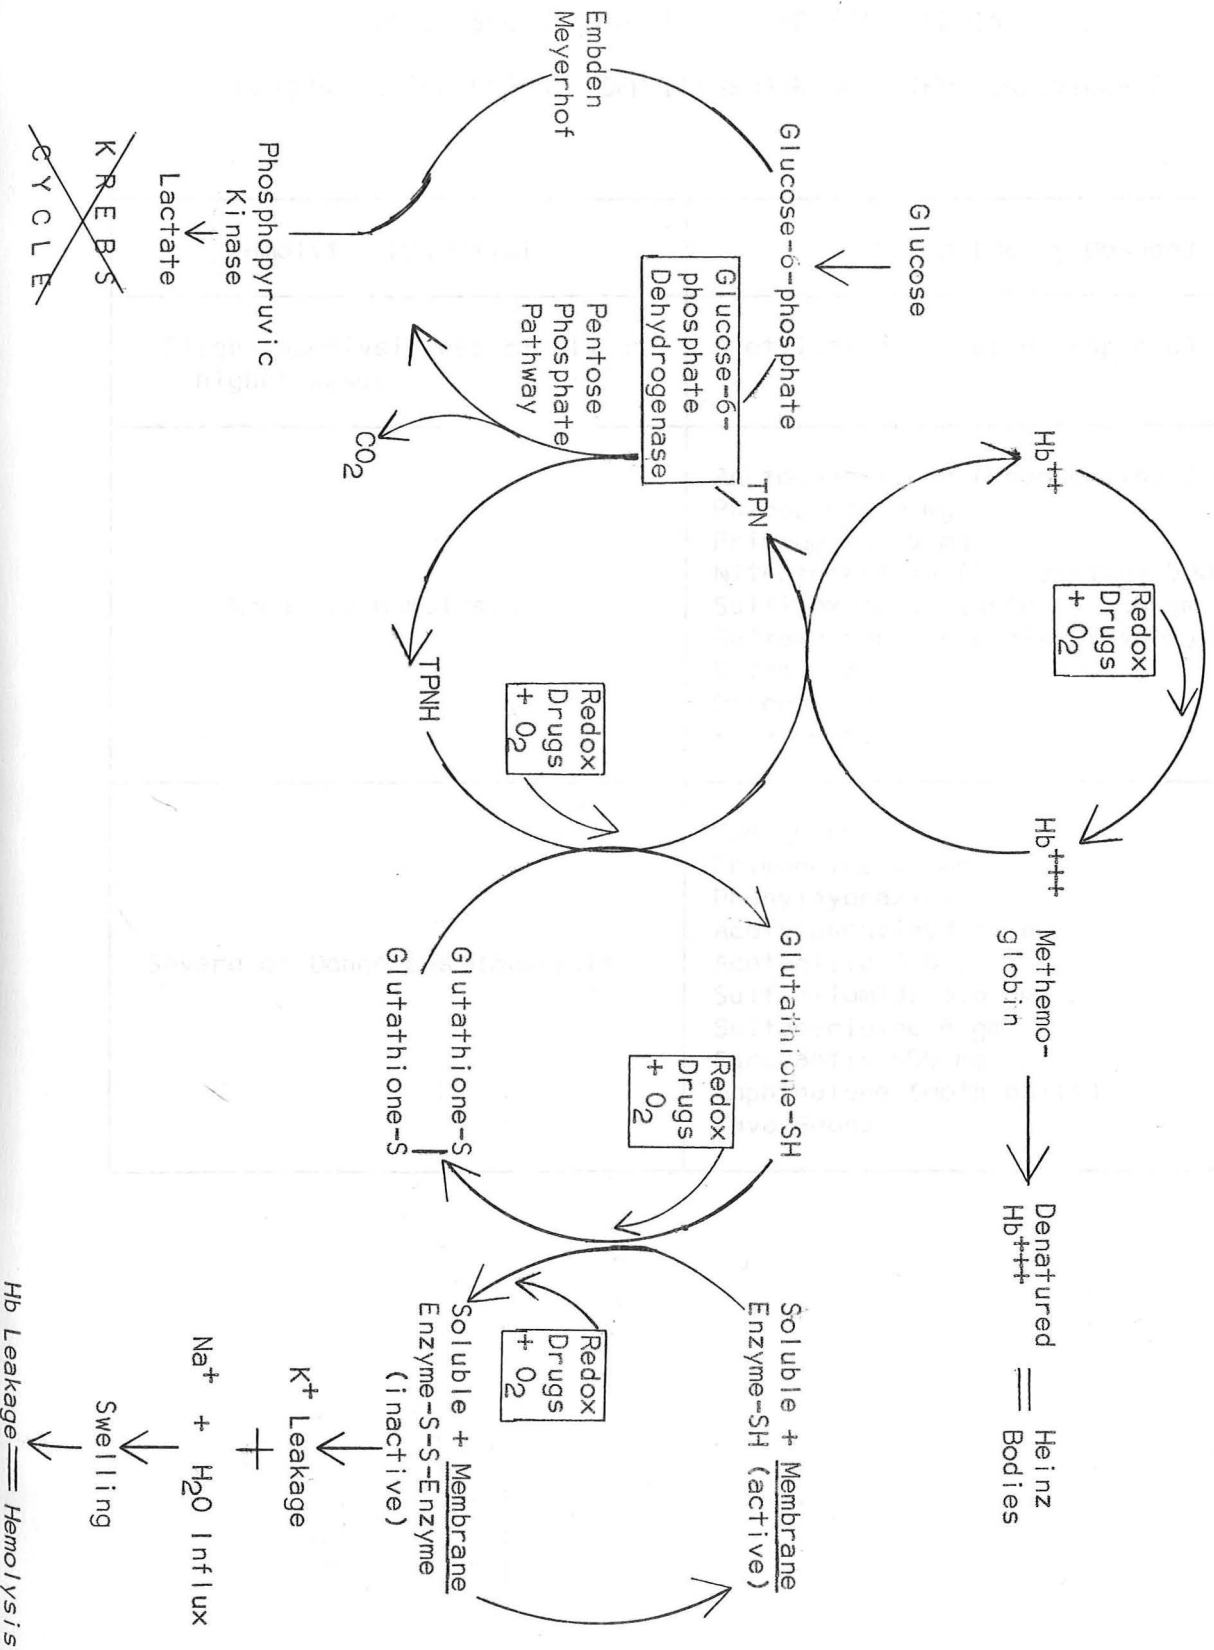 Glucose
Glucose-6-phosphate
Embden
Meyerhof
Glucose-6-
phosphate
Dehydrogenase
Pentose
Phosphate
Pathway
CO2
Phosphopyruvic
Kinase
Lactate
KREBS
CYCLE
TPN
TPNH
Hb++
Redox
Drugs
+ O2
Hb+++
Methemo-
globin
Denatured
Hb+++
Heinz
Bodies
Redox
Drugs
+ O2
Glutathione-SH
Glutathione-S
Glutathione-S
Redox
Drugs
+ O2
Soluble + Membrane
Enzyme-SH (active)
Redox
Drugs
+ O2
Soluble + Membrane
Enzyme-S-S-Enzyme
(inactive)
K+ Leakage
+
Na+ + H2O Influx
Swelling
Hb Leakage = Hemolysis